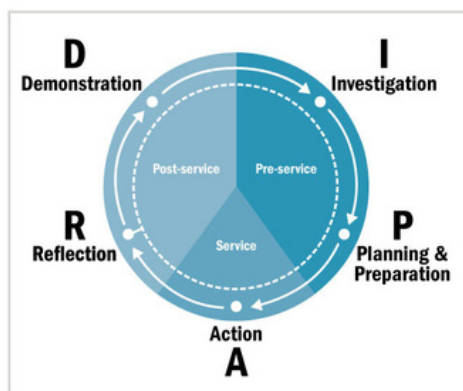 D
Demonstration
I
Investigation
Post-service
Pre-service
Service
R
Reflection
P
Planning &
Preparation
Action
A